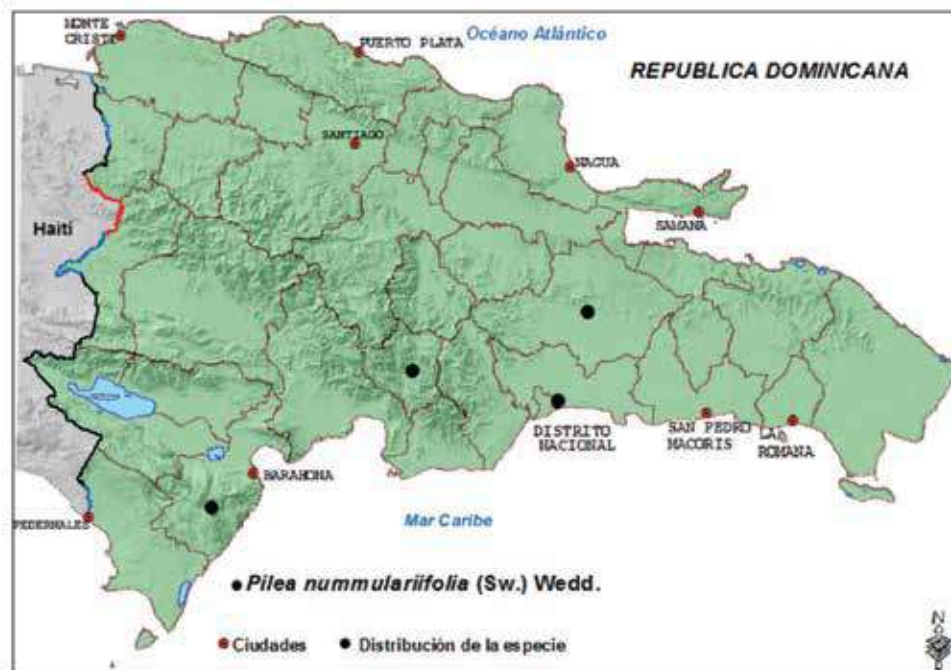 MONTE
CRISTI
PUERTO PLATA
Océano Atlántico
REPUBLICA DOMINICANA
SANTIAGO
NAGUA
SAMANA
Haití
DISTRITO
NACIONAL
SAN PEDRO
MACORIS
LA
ROMANA
BARAHONA
PEDERNALES
Mar Caribe
Pilea nummulariifolia (Sw.) Wedd.
Ciudades
Distribución de la especie
N